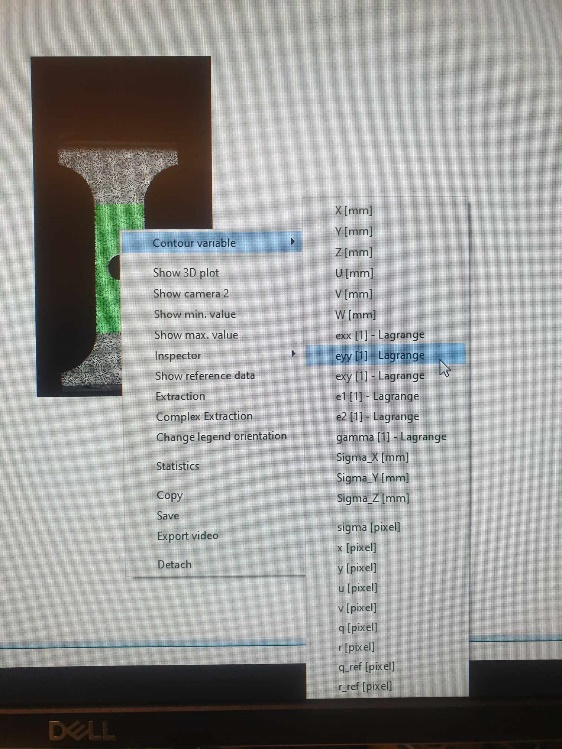 Contour variable
Show 3D plot
Show camera 2
Show min. value
Show max. value
Inspector
Show reference data
Extraction
Complex Extraction
Change legend orientation
Statistics
Copy
Save
Export video
Detach
X [mm]
Y [mm]
Z [mm]
U [mm]
V [mm]
W [mm]
exx [1] - Lagrange
eyy [1] - Lagrange
exy [1] - Lagrange
e1 [1] - Lagrange
e2 [1] - Lagrange
gamma [1] - Lagrange
Sigma_X [mm]
Sigma_Y [mm]
Sigma_Z [mm]
sigma [pixel]
x [pixel]
y [pixel]
u [pixel]
v [pixel]
q [pixel]
r [pixel]
q_ref [pixel]
r_ref [pixel]
DELL